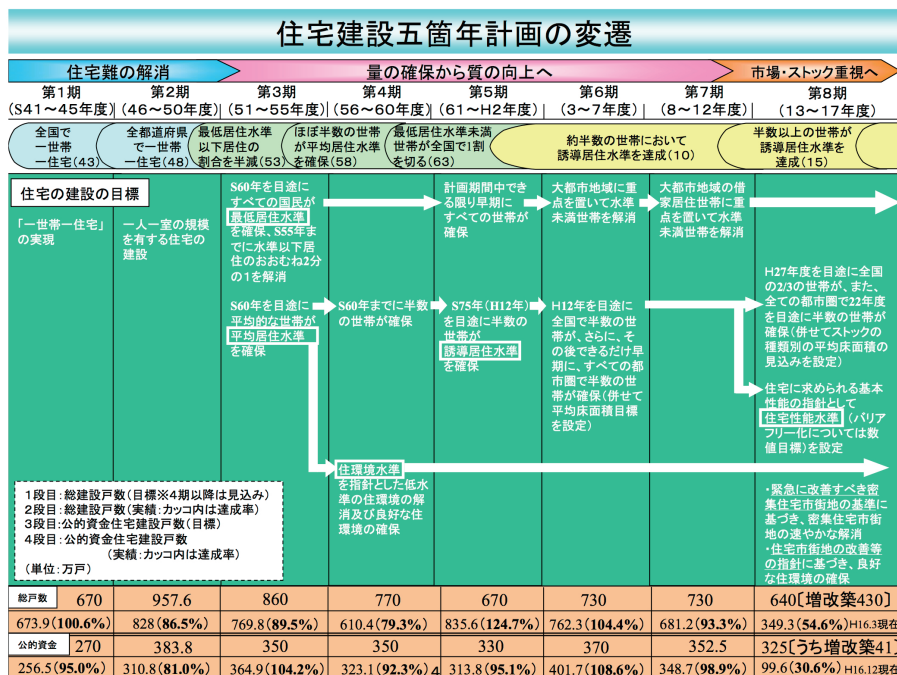 住宅建設五箇年計画の変遷
住宅難の解消
量の確保から質の向上へ
市場・ストック重視へ
第1期
(S41~45年度)
第2期
(46~50年度)
第3期
(51~55年度)
第4期
(56~60年度)
第5期
(61~H2年度)
第6期
(3~7年度)
第7期
(8~12年度)
第8期
(13~17年度)
全国で
一世帯
一住宅(43)
全都道府県
で一世帯
一住宅(48)
最低居住水準
以下居住の
割合を半減(53)
ほぼ半数の世帯
が平均居住水準
を確保(58)
最低居住水準未満
世帯が全国で1割
を切る(63)
約半数の世帯において
誘導居住水準を達成(10)
半数以上の世帯が
誘導居住水準を
達成(15)
住宅の建設の目標
「一世帯一住宅」
の実現
一人一室の規模
を有する住宅の
建設
S60年を目途に
すべての国民が
最低居住水準
を確保、S55年ま
でに水準以下居
住のおおむね2分
の1を解消
計画期間中でき
る限り早期に
すべての世帯が
確保
大都市地域に重
点を置いて水準
未満世帯を解消
大都市地域の借
家居住世帯に重
点を置いて水準
未満世帯を解消
S60年を目途に
平均的な世帯が
平均居住水準
を確保
S60年までに半数
の世帯が確保
S75年(H12年)
を目途に半数の
世帯が
誘導居住水準
を確保
H12年を目途に
全国で半数の世
帯が、さらに、そ
の後できるだけ早
期に、すべての都
市圏で半数の世
帯が確保(併せて
平均床面積目標
を設定)
H27年度を目途に全国
の2/3の世帯が、また、
全ての都市圏で22年度
を目途に半数の世帯が
確保(併せてストックの
種類別の平均床面積の
見込みを設定)
住宅に求められる基本
性能の指針として
住宅性能水準(バリア
フリー化については数
値目標)を設定
住環境水準
を指針とした低水
準の住環境の解
消及び良好な住
環境の確保
・緊急に改善すべき密
集住宅市街地の基準に
基づき、密集住宅市街
地の速やかな解消
・住宅市街地の改善等
の指針に基づき、良好
な住環境の確保
1段目:総建設戸数(目標※4期以降は見込み)
2段目:総建設戸数(実績:カッコ内は達成率)
3段目:公的資金住宅建設戸数(目標)
4段目:公的資金住宅建設戸数
(実績:カッコ内は達成率)
(単位:万戸)
総戸数 670 957.6 860 770 670 730 730 640〔増改築430〕
673.9(100.6%) 828(86.5%) 769.8(89.5%) 610.4(79.3%) 835.6(124.7%) 762.3(104.4%) 681.2(93.3%) 349.3(54.6%) H16.3現在
公的資金 270 383.8 350 350 330 370 352.5 325〔うち増改築41〕
256.5(95.0%) 310.8(81.0%) 364.9(104.2%) 323.1(92.3%) 4 313.8(95.1%) 401.7(108.6%) 348.7(98.9%) 99.6(30.6%) H16.12現在